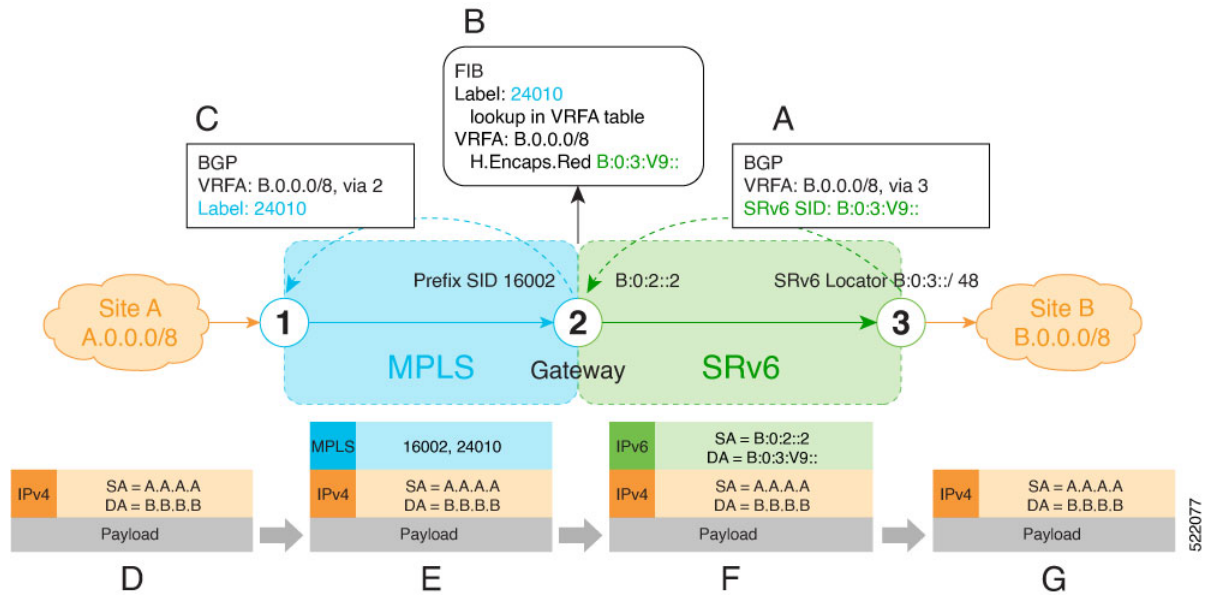 B
FIB
Label: 24010
lookup in VRFA table
VRFA: B.0.0.0/8
H.Encaps.Red B:0:3:V9::
C
BGP
VRFA: B.0.0.0/8, via 2
Label: 24010
A
BGP
VRFA: B.0.0.0/8, via 3
SRv6 SID: B:0:3:V9::
Prefix SID 16002
B:0:2::2
SRv6 Locator B:0:3::/ 48
Site A
A.0.0.0/8
1
2
3
Site B
B.0.0.0/8
MPLS
Gateway
SRv6
IPv4
SA = A.A.A.A
DA = B.B.B.B
Payload
D
MPLS
16002, 24010
IPv4
SA = A.A.A.A
DA = B.B.B.B
Payload
E
IPv6
SA = B:0:2::2
DA = B:0:3:V9::
IPv4
SA = A.A.A.A
DA = B.B.B.B
Payload
F
IPv4
SA = A.A.A.A
DA = B.B.B.B
Payload
G
522077